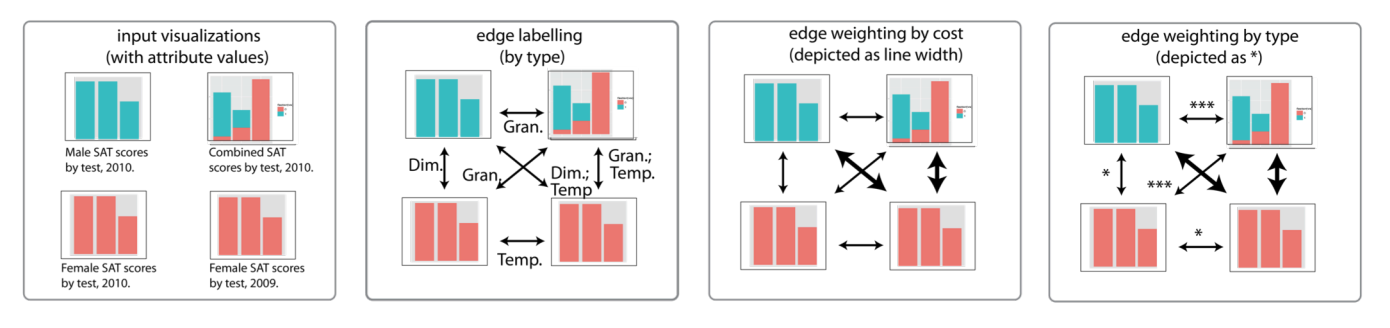 input visualizations
(with attribute values)
Male SAT scores
by test, 2010.
Combined SAT
scores by test, 2010.
Female SAT scores
by test, 2010.
Female SAT scores
by test, 2009.
edge labelling
(by type)
Gran.
Dim.
Gran.
Dim.;
Temp
Gran.;
Temp.
Temp.
edge weighting by cost
(depicted as line width)
edge weighting by type
(depicted as *)
***
*
***
*